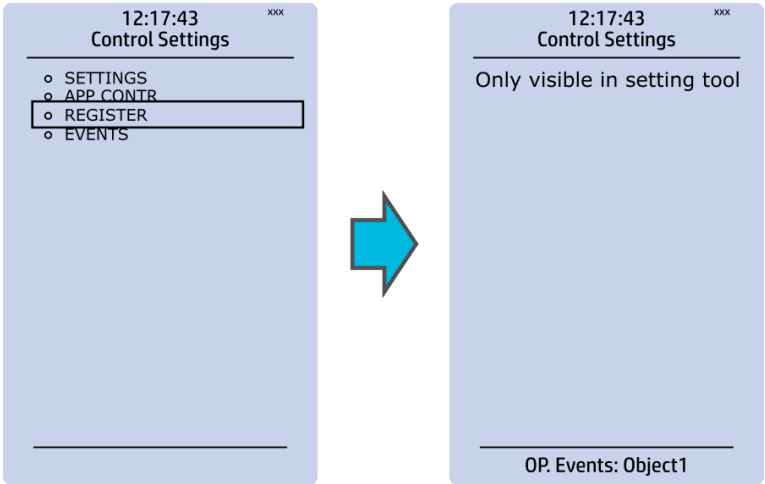 12:17:43 xxx
Control Settings
SETTINGS
APP CONTR
REGISTER
EVENTS
12:17:43 xxx
Control Settings
Only visible in setting tool
OP. Events: Object1